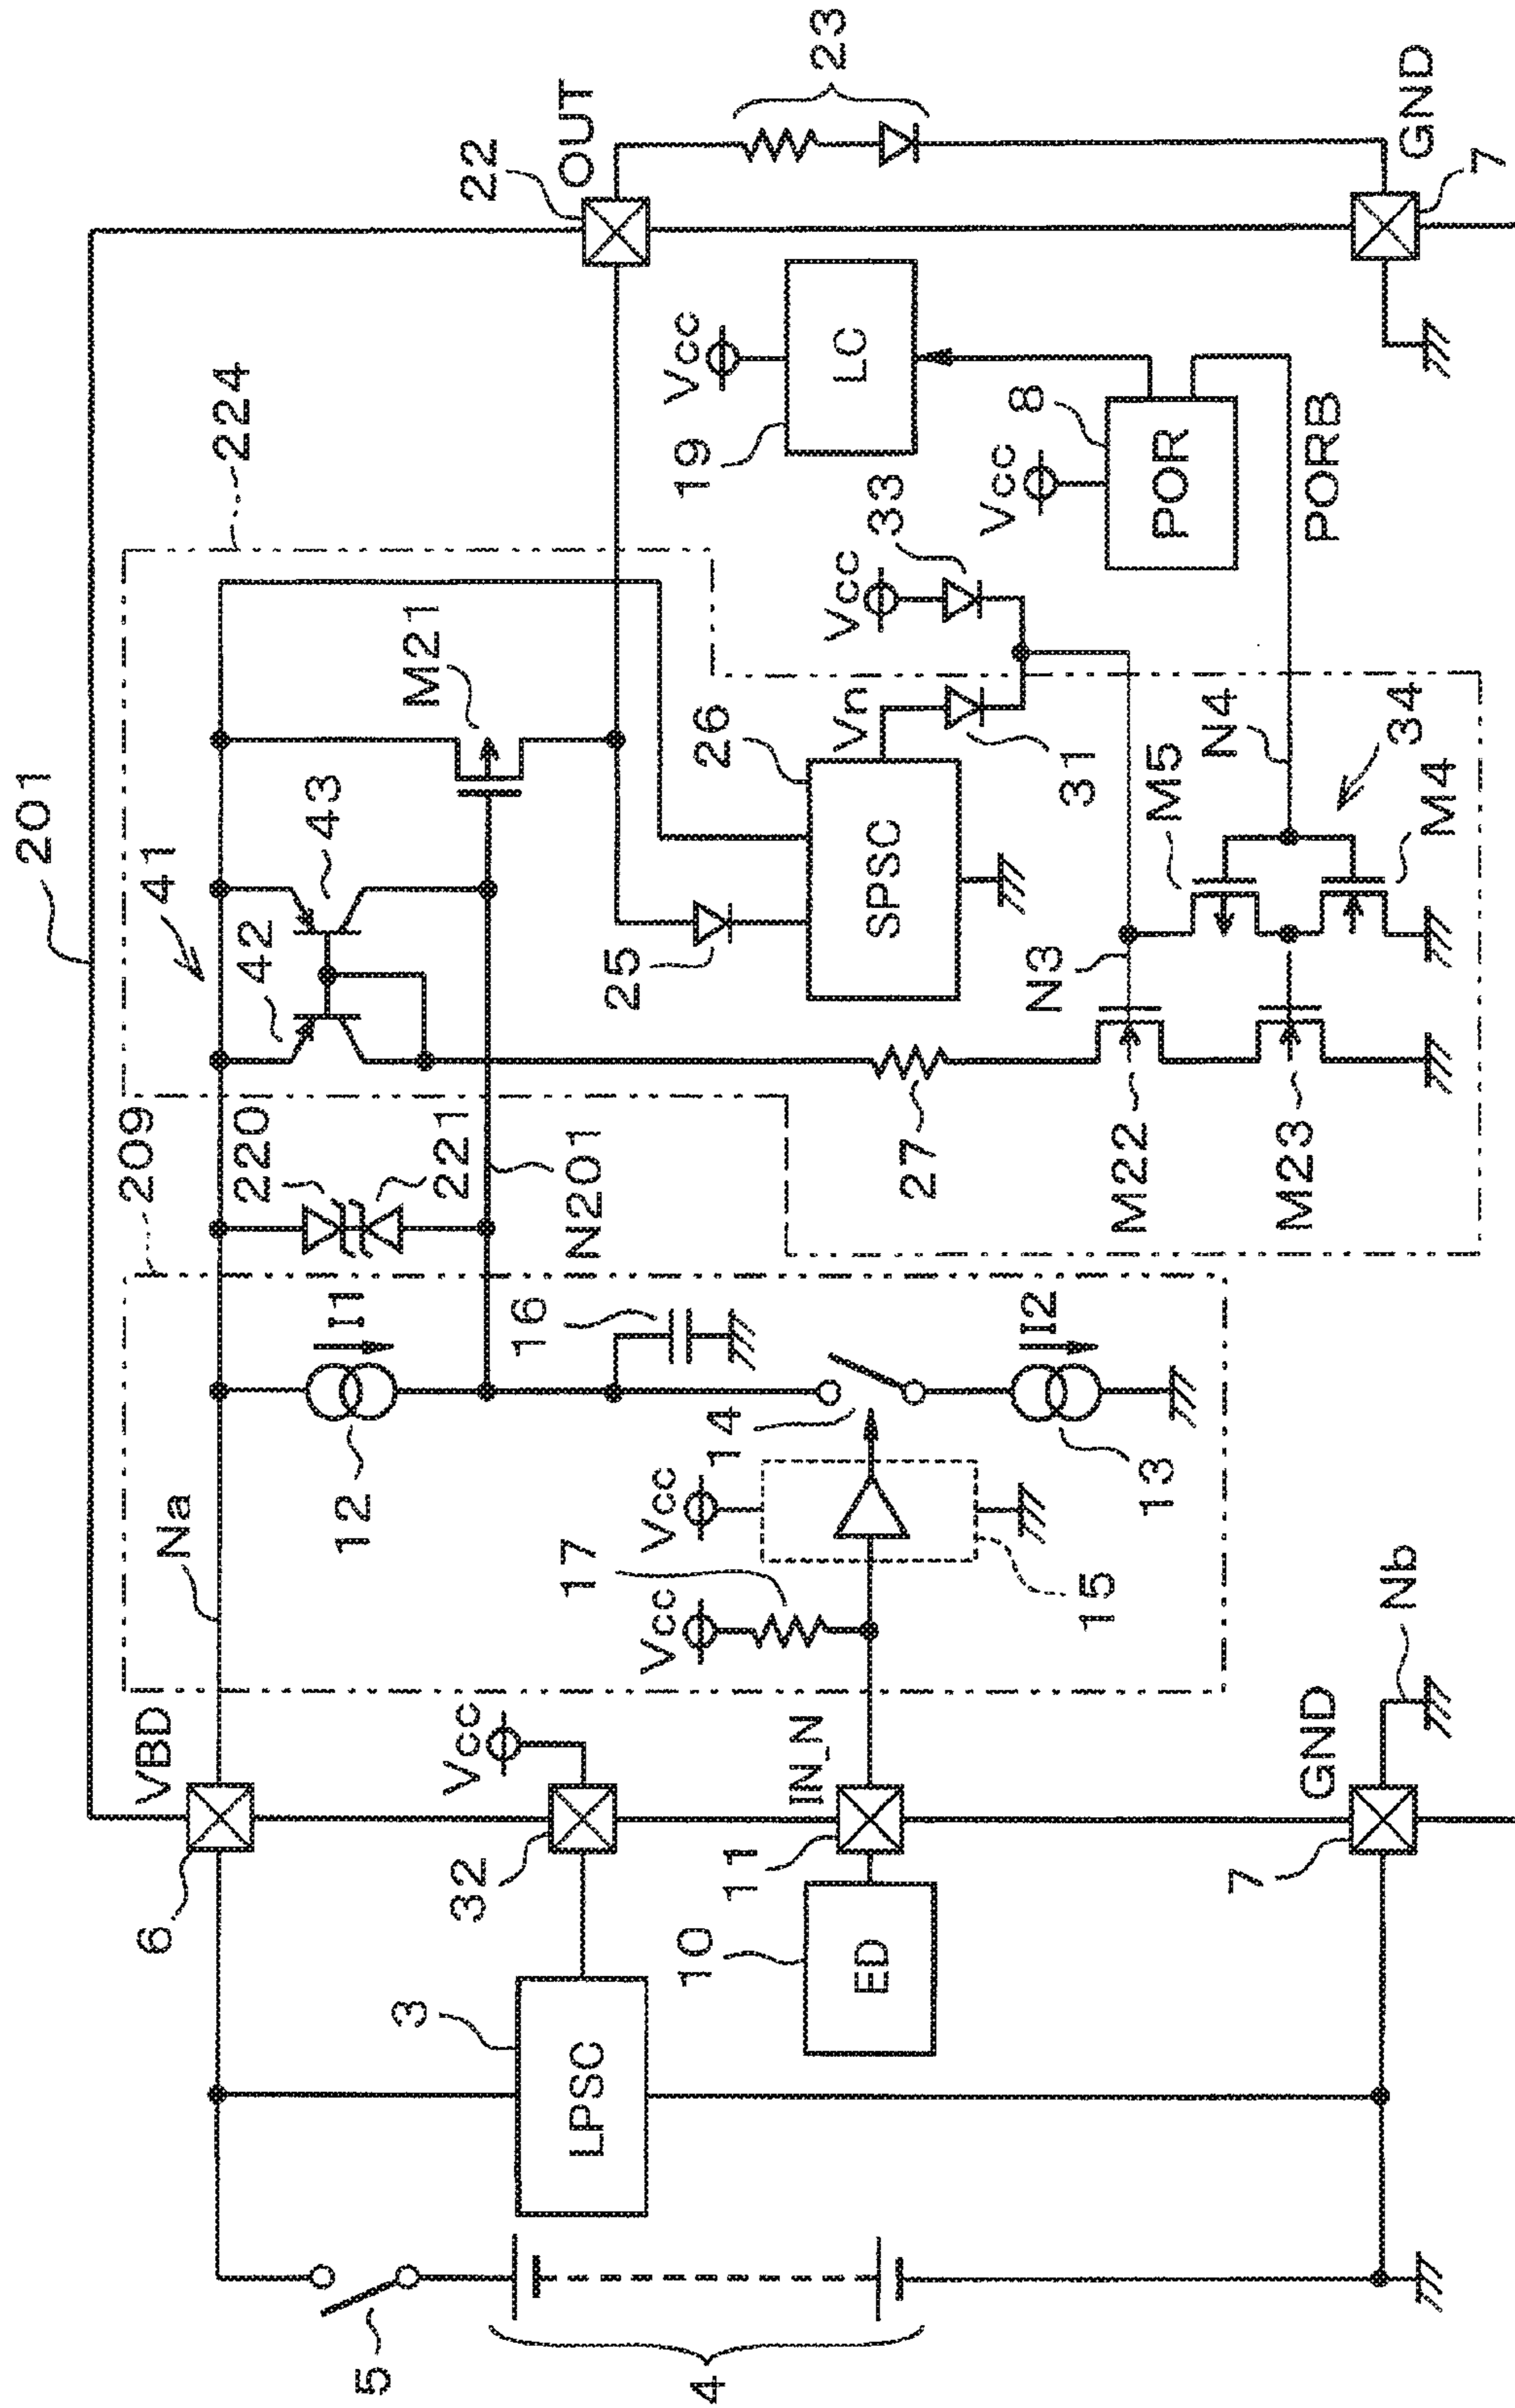 201
224
209
41
VBD
Na
42
43
M21
22
OUT
6
12
II1
220
221
N201
23
5
3
LPSC
32
Vcc
16
25
26
Vn
SPSC
31
Vcc
33
Vcc
19
LC
4
10
ED
11
IN_N
17
Vcc
Vcc
14
15
13
II2
27
M22
M23
N3
M5
N4
34
M4
Vcc
8
POR
PORB
7
GND
Nb
GND
7